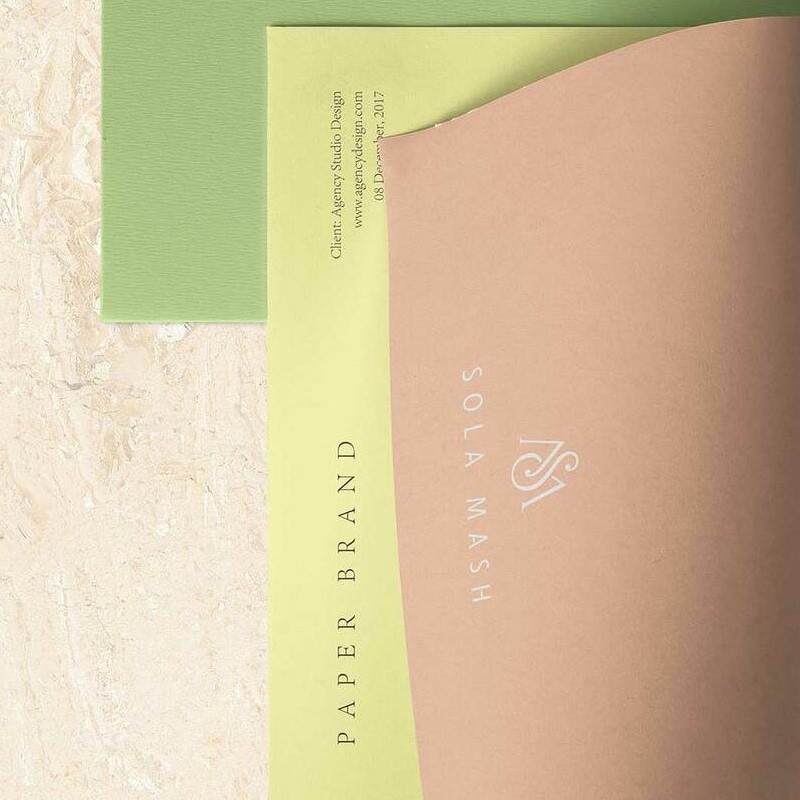 Client: Agency Studio Design
www.agencydesign.com
08 December, 2017
PAPER BRAND
SOLA MASH